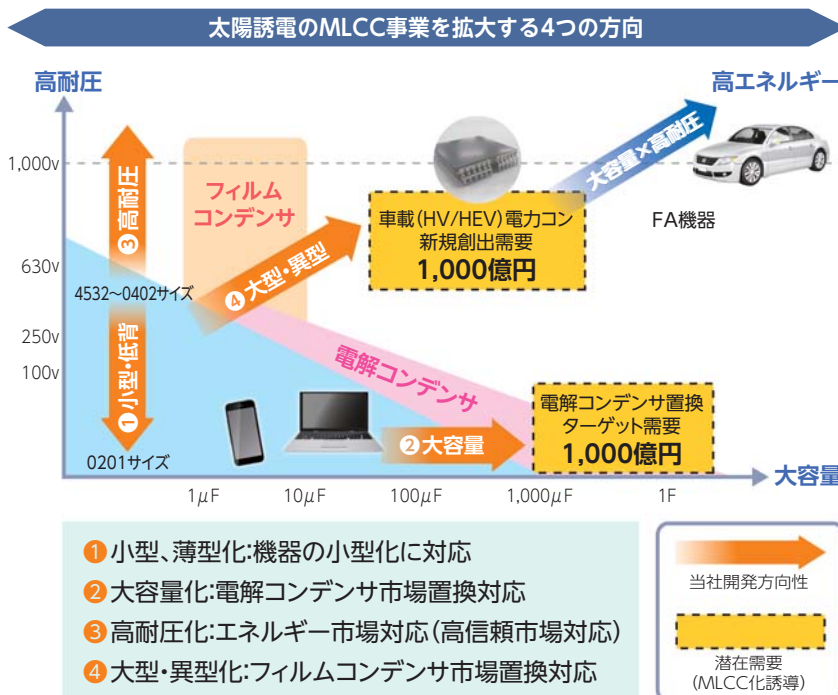 太陽誘電のMLCC事業を拡大する4つの方向
高耐圧
高エネルギー
1,000v
630v
250v
100v
❸高耐圧
フィルム
コンデンサ
大容量×高耐圧
車載(HV/HEV)電力コン
新規創出需要
1,000億円
FA機器
4532〜0402サイズ
❹大型・異型
❶小型・低背
電解コンデンサ
電解コンデンサ置換
ターゲット需要
1,000億円
❷大容量
0201サイズ
大容量
1μF
10μF
100μF
1,000μF
1F
❶小型、薄型化:機器の小型化に対応
❷大容量化:電解コンデンサ市場置換対応
❸高耐圧化:エネルギー市場対応(高信頼市場対応)
❹大型・異型化:フィルムコンデンサ市場置換対応
当社開発方向性
潜在需要
(MLCC化誘導)